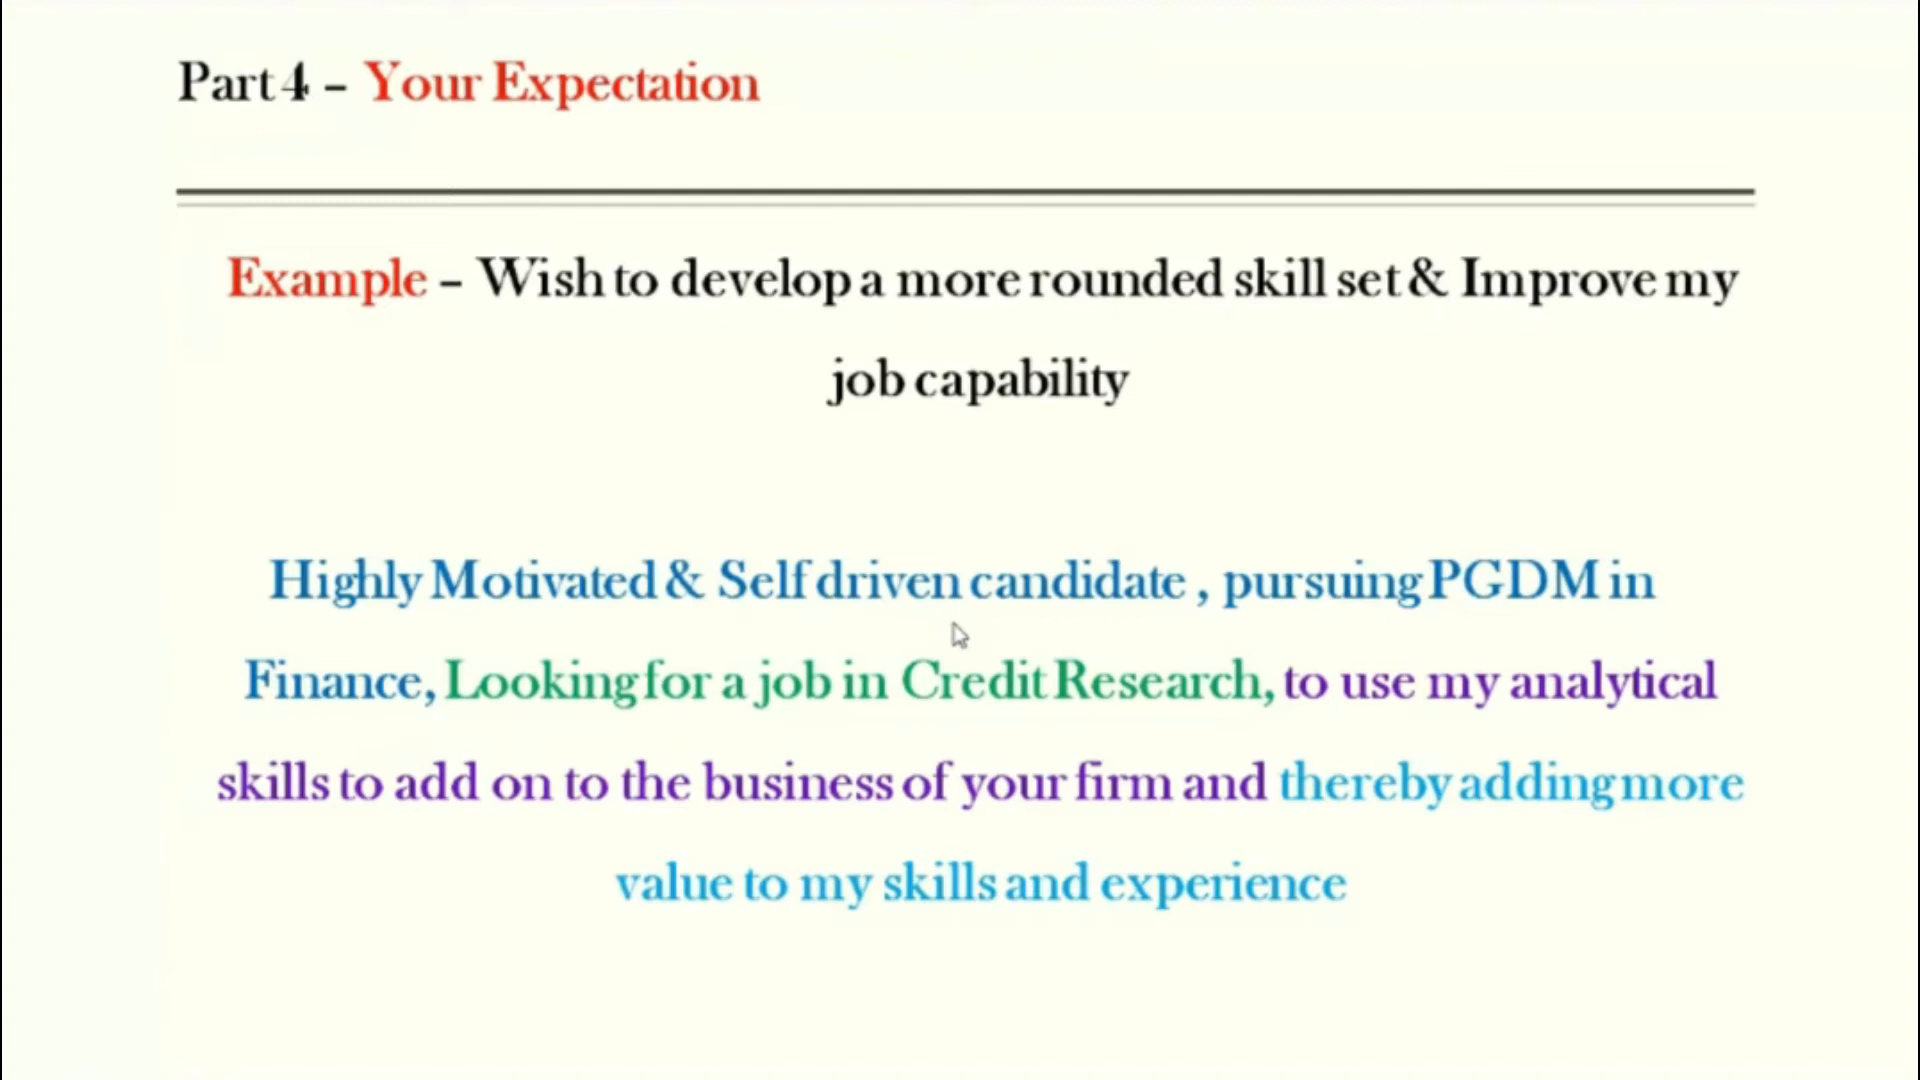 Part 4 – Your Expectation
Example – Wish to develop a more rounded skill set & Improve my
job capability
Highly Motivated & Self driven candidate , pursuing PGDM in
Finance, Looking for a job in Credit Research, to use my analytical
skills to add on to the business of your firm and thereby adding more
value to my skills and experience